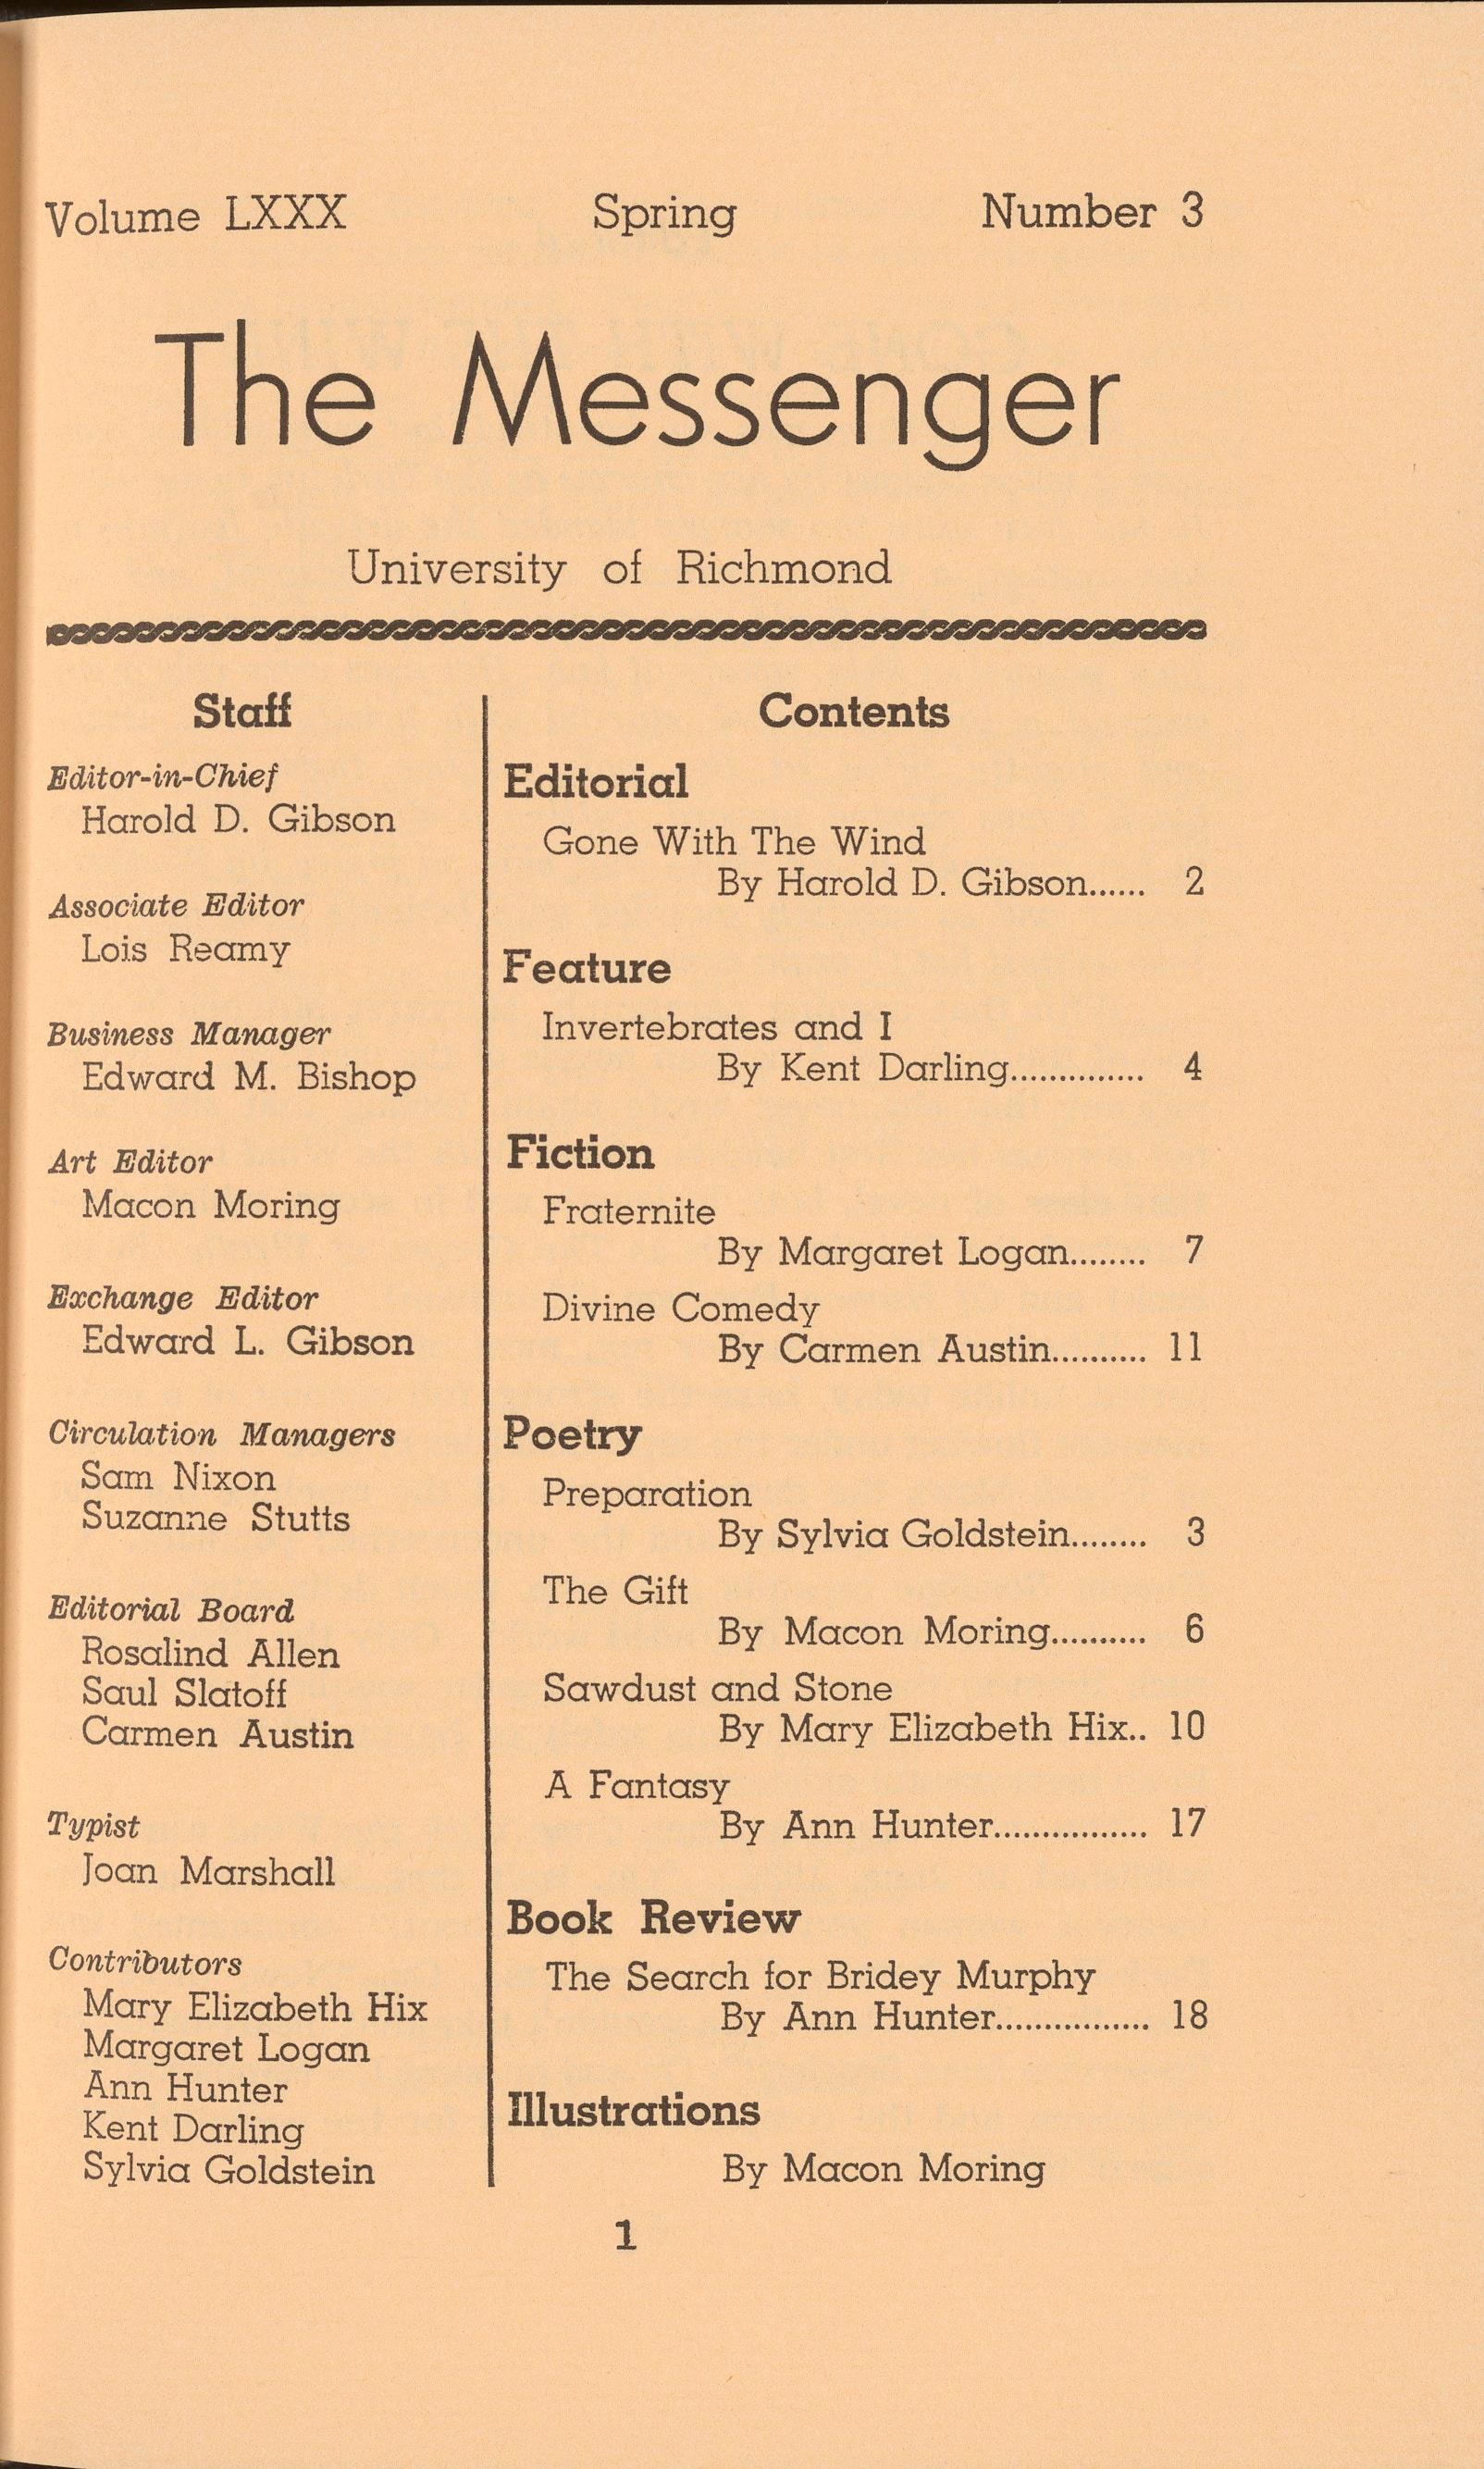 Volume LXXX Spring Number 3
The Messenger
University of Richmond
Staff
Editor-in-Chief
Harold D. Gibson
Associate Editor
Lois Reamy
Business Manager
Edward M. Bishop
Art Editor
Macon Moring
Exchange Editor
Edward L. Gibson
Circulation Managers
Sam Nixon
Suzanne Stutts
Editorial Board
Rosalind Allen
Saul Slatoff
Carmen Austin
Typist
Joan Marshall
Contributors
Mary Elizabeth Hix
Margaret Logan
Ann Hunter
Kent Darling
Sylvia Goldstein
Contents
Editorial
Gone With The Wind
By Harold D. Gibson...... 2
Feature
Invertebrates and I
By Kent Darling.............. 4
Fiction
Fraternite
By Margaret Logan........ 7
Divine Comedy
By Carmen Austin.......... 11
Poetry
Preparation
By Sylvia Goldstein........ 3
The Gift
By Macon Moring.......... 6
Sawdust and Stone
By Mary Elizabeth Hix.. 10
A Fantasy
By Ann Hunter................ 17
Book Review
The Search for Bridey Murphy
By Ann Hunter................ 18
Illustrations
By Macon Moring
1